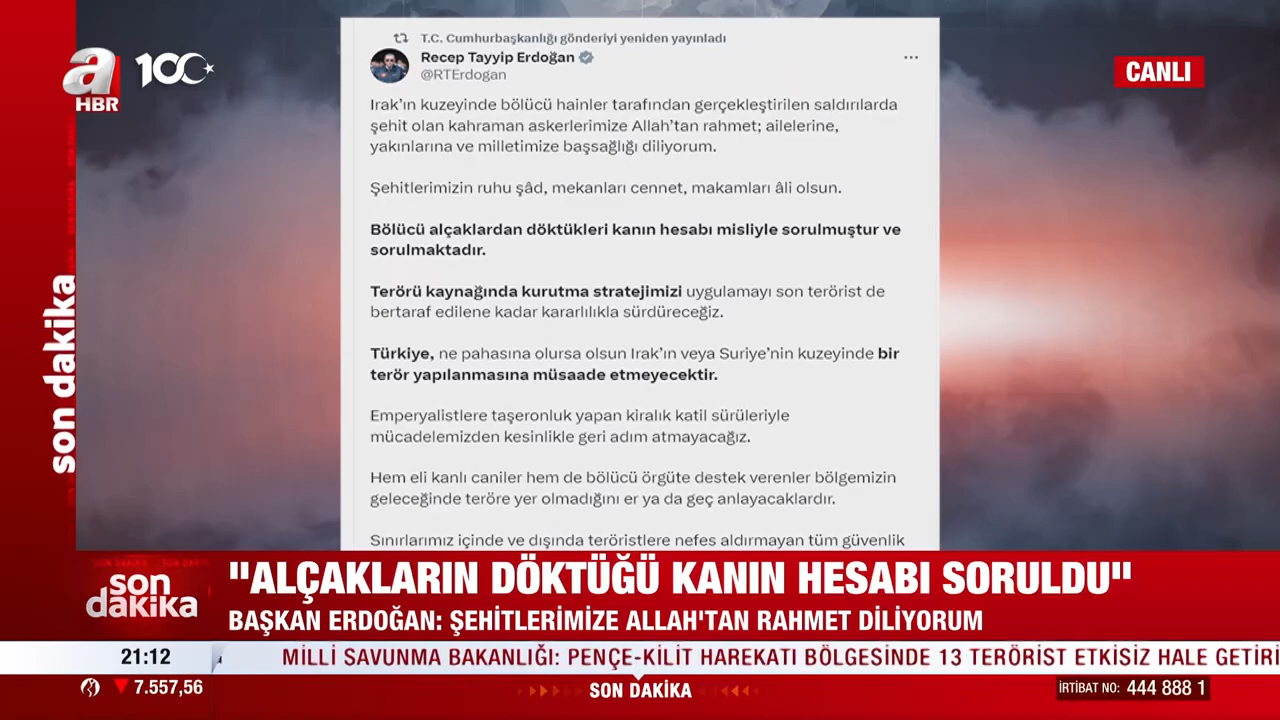 a
HBR
100
CANLI
T.C. Cumhurbaşkanlığı gönderiyi yeniden yayınladı
Recep Tayyip Erdoğan
@RTErdogan
Irak’ın kuzeyinde bölücü hainler tarafından gerçekleştirilen saldırılarda
şehit olan kahraman askerlerimize Allah’tan rahmet; ailelerine,
yakınlarına ve milletimize başsağlığı diliyorum.
Şehitlerimizin ruhu şâd, mekanları cennet, makamları âli olsun.
Bölücü alçaklardan döktükleri kanın hesabı misliyle sorulmuştur ve
sorulmaktadır.
Terörü kaynağında kurutma stratejimizi uygulamayı son terörist de
bertaraf edilene kadar kararlılıkla sürdüreceğiz.
Türkiye, ne pahasına olursa olsun Irak’ın veya Suriye’nin kuzeyinde bir
terör yapılanmasına müsaade etmeyecektir.
Emperyalistlere taşeronluk yapan kiralık katil sürüleriyle
mücadelemizden kesinlikle geri adım atmayacağız.
Hem eli kanlı caniler hem de bölücü örgüte destek verenler bölgemizin
geleceğinde teröre yer olmadığını er ya da geç anlayacaklardır.
Sınırlarımız içinde ve dışında teröristlere nefes aldırmayan tüm güvenlik
son dakika
son
dakika
"ALÇAKLARIN DÖKTÜĞÜ KANIN HESABI SORULDU"
BAŞKAN ERDOĞAN: ŞEHİTLERİMİZE ALLAH'TAN RAHMET DİLİYORUM
21:12
MİLLİ SAVUNMA BAKANLIĞI: PENÇE-KİLİT HAREKATI BÖLGESİNDE 13 TERÖRİST ETKİSİZ HALE GETİRİ
7.557,56
SON DAKİKA
İRTİBAT NO: 444 888 1